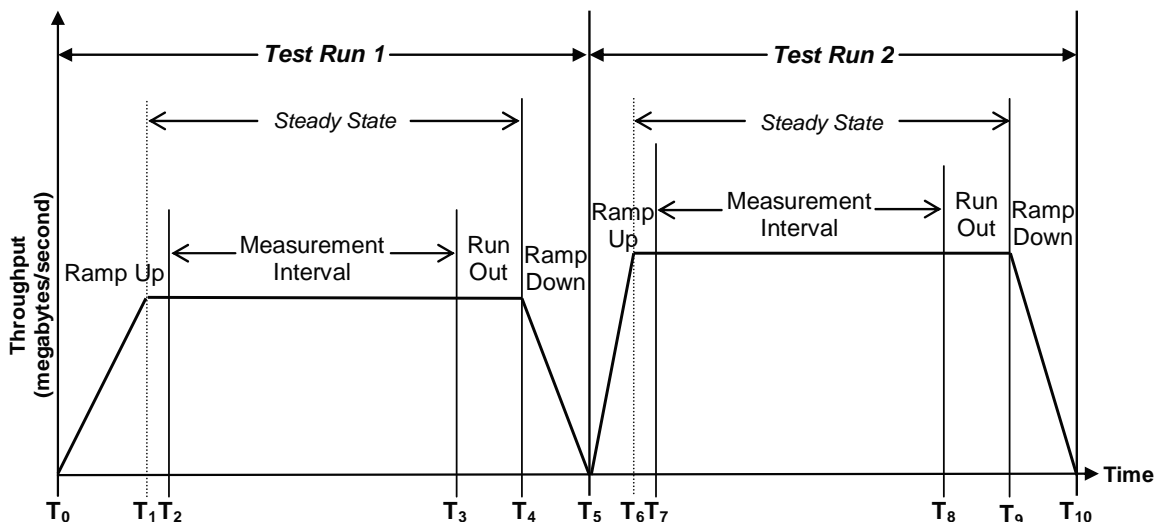 Test Run 1
Test Run 2
Steady State
Steady State
Throughput
(megabytes/second)
Ramp Up
Measurement
Interval
Run
Out
Ramp
Down
Ramp
Up
Measurement
Interval
Run
Out
Ramp
Down
Time
T0
T1
T2
T3
T4
T5
T6
T7
T8
T9
T10